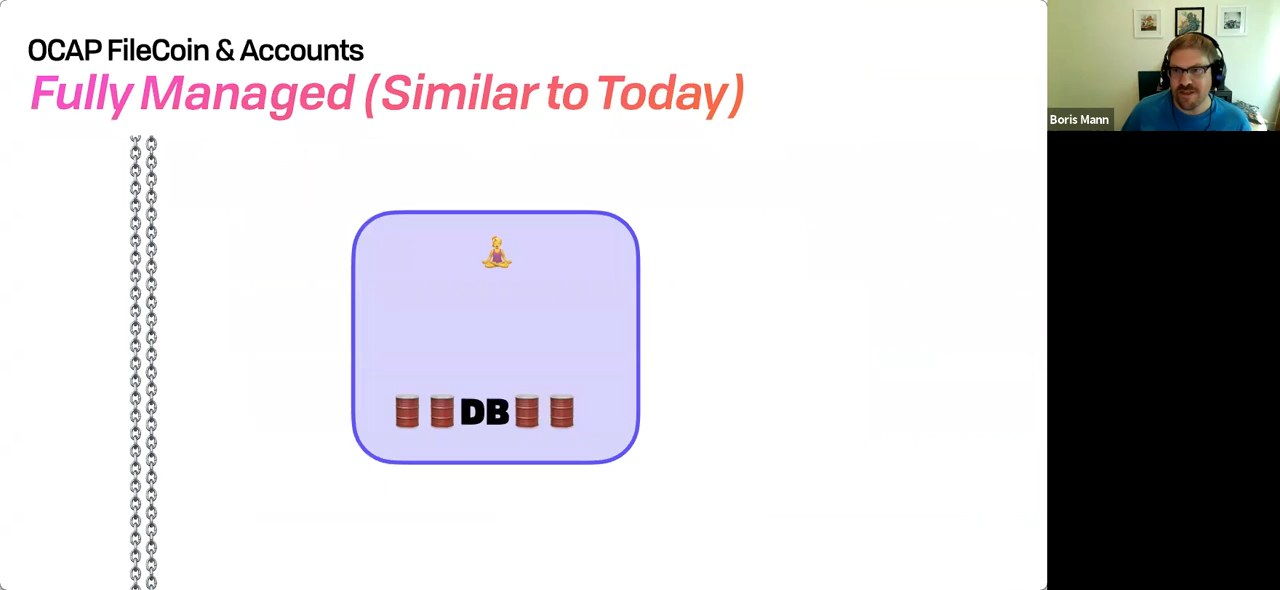 OCAP FileCoin & Accounts
Fully Managed (Similar to Today)
Boris Mann
DB